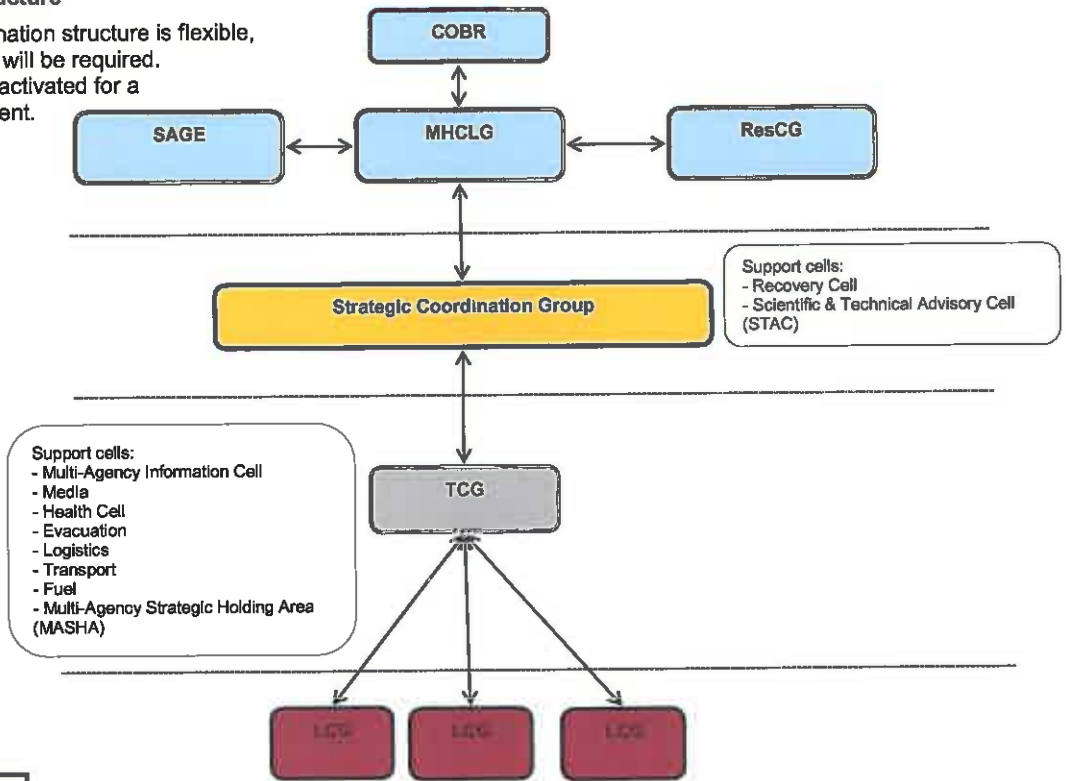 ucture
nation structure is flexible,
will be required.
activated for a
ent.
COBR
SAGE
MHCLG
ResCG
Strategic Coordination Group
Support cells:
- Recovery Cell
- Scientific & Technical Advisory Cell
(STAC)
Support cells:
- Multi-Agency Information Cell
- Media
- Health Cell
- Evacuation
- Logistics
- Transport
- Fuel
- Multi-Agency Strategic Holding Area
(MASHA)
TCG